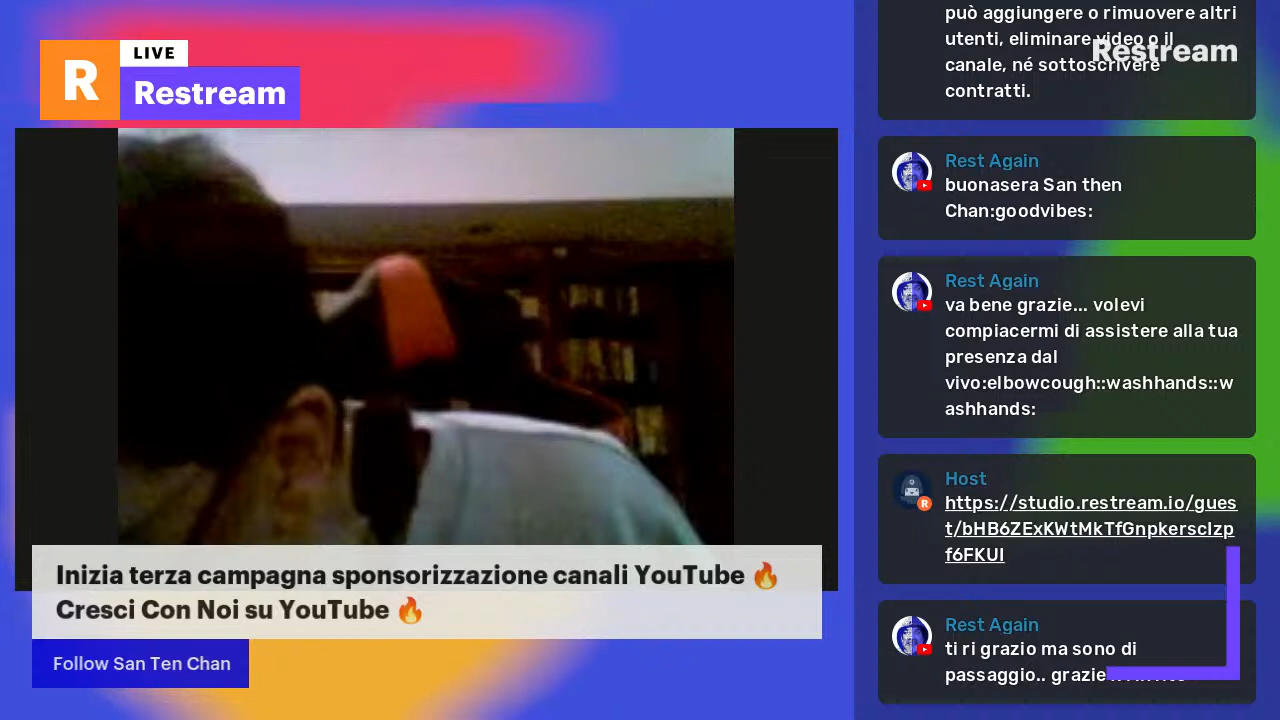 R
LIVE
Restream
Inizia terza campagna sponsorizzazione canali YouTube 🔥
Cresci Con Noi su YouTube 🔥
Follow San Ten Chan
Restream
può aggiungere o rimuovere altri
utenti, eliminare video o il
canale, né sottoscrivere
contratti.
Rest Again
buonasera San then
Chan:goodvibes:
Rest Again
va bene grazie... volevi
compiacermi di assistere alla tua
presenza dal
vivo:elbowcough::washhands::w
ashhands:
Host
https://studio.restream.io/gues
t/bHB6ZExKWtMkTfGnpkersclzp
f6FKUI
R
Rest Again
ti ri grazio ma sono di
passaggio.. grazie